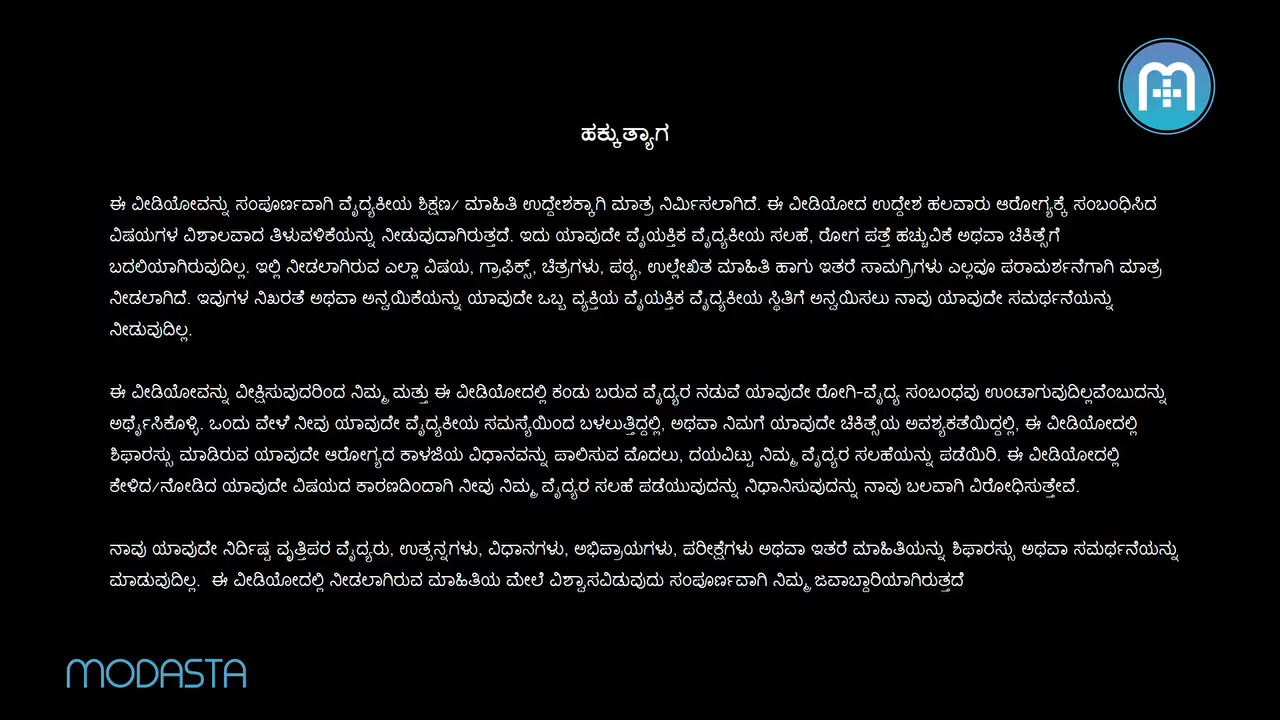 ಹಕ್ಕುತ್ಯಾಗ
ಈ ವೀಡಿಯೋವನ್ನು ಸಂಪೂರ್ಣವಾಗಿ ವೈದ್ಯಕೀಯ ಶಿಕ್ಷಣ/ ಮಾಹಿತಿ ಉದ್ದೇಶಕ್ಕಾಗಿ ಮಾತ್ರ ನಿರ್ಮಿಸಲಾಗಿದೆ. ಈ ವೀಡಿಯೋದ ಉದ್ದೇಶ ಹಲವಾರು ಆರೋಗ್ಯಕ್ಕೆ ಸಂಬಂಧಿಸಿದ
ವಿಷಯಗಳ ವಿಶಾಲವಾದ ತಿಳುವಳಿಕೆಯನ್ನು ನೀಡುವುದಾಗಿರುತ್ತದೆ. ಇದು ಯಾವುದೇ ವೈಯಕ್ತಿಕ ವೈದ್ಯಕೀಯ ಸಲಹೆ, ರೋಗ ಪತ್ತೆ ಹಚ್ಚುವಿಕೆ ಅಥವಾ ಚಿಕಿತ್ಸೆಗೆ
ಬದಲಿಯಾಗಿರುವುದಿಲ್ಲ. ಇಲ್ಲಿ ನೀಡಲಾಗಿರುವ ಎಲ್ಲಾ ವಿಷಯ, ಗ್ರಾಫಿಕ್ಸ್, ಚಿತ್ರಗಳು, ಪಠ್ಯ, ಉಲ್ಲೇಖಿತ ಮಾಹಿತಿ ಹಾಗು ಇತರೆ ಸಾಮಗ್ರಿಗಳು ಎಲ್ಲವೂ ಪರಾಮರ್ಶನೆಗಾಗಿ ಮಾತ್ರ
ನೀಡಲಾಗಿದೆ. ಇವುಗಳ ನಿಖರತೆ ಅಥವಾ ಅನ್ವಯಿಕೆಯನ್ನು ಯಾವುದೇ ಒಬ್ಬ ವ್ಯಕ್ತಿಯ ವೈಯಕ್ತಿಕ ವೈದ್ಯಕೀಯ ಸ್ಥಿತಿಗೆ ಅನ್ವಯಿಸಲು ನಾವು ಯಾವುದೇ ಸಮರ್ಥನೆಯನ್ನು
ನೀಡುವುದಿಲ್ಲ.
ಈ ವೀಡಿಯೋವನ್ನು ವೀಕ್ಷಿಸುವುದರಿಂದ ನಿಮ್ಮ ಮತ್ತು ಈ ವೀಡಿಯೋದಲ್ಲಿ ಕಂಡು ಬರುವ ವೈದ್ಯರ ನಡುವೆ ಯಾವುದೇ ರೋಗಿ-ವೈದ್ಯ ಸಂಬಂಧವು ಉಂಟಾಗುವುದಿಲ್ಲವೆಂಬುದನ್ನು
ಅರ್ಥೈಸಿಕೊಳ್ಳಿ. ಒಂದು ವೇಳೆ ನೀವು ಯಾವುದೇ ವೈದ್ಯಕೀಯ ಸಮಸ್ಯೆಯಿಂದ ಬಳಲುತ್ತಿದ್ದಲ್ಲಿ, ಅಥವಾ ನಿಮಗೆ ಯಾವುದೇ ಚಿಕಿತ್ಸೆಯ ಅವಶ್ಯಕತೆಯಿದ್ದಲ್ಲಿ, ಈ ವೀಡಿಯೋದಲ್ಲಿ
ಶಿಫಾರಸ್ಸು ಮಾಡಿರುವ ಯಾವುದೇ ಆರೋಗ್ಯದ ಕಾಳಜಿಯ ವಿಧಾನವನ್ನು ಪಾಲಿಸುವ ಮೊದಲು, ದಯವಿಟ್ಟು ನಿಮ್ಮ ವೈದ್ಯರ ಸಲಹೆಯನ್ನು ಪಡೆಯಿರಿ. ಈ ವೀಡಿಯೋದಲ್ಲಿ
ಕೇಳಿದ/ನೋಡಿದ ಯಾವುದೇ ವಿಷಯದ ಕಾರಣದಿಂದಾಗಿ ನೀವು ನಿಮ್ಮ ವೈದ್ಯರ ಸಲಹೆ ಪಡೆಯುವುದನ್ನು ನಿಧಾನಿಸುವುದನ್ನು ನಾವು ಬಲವಾಗಿ ವಿರೋಧಿಸುತ್ತೇವೆ.
ನಾವು ಯಾವುದೇ ನಿರ್ದಿಷ್ಟ ವೃತ್ತಿಪರ ವೈದ್ಯರು, ಉತ್ಪನ್ನಗಳು, ವಿಧಾನಗಳು, ಅಭಿಪ್ರಾಯಗಳು, ಪರೀಕ್ಷೆಗಳು ಅಥವಾ ಇತರೆ ಮಾಹಿತಿಯನ್ನು ಶಿಫಾರಸ್ಸು ಅಥವಾ ಸಮರ್ಥನೆಯನ್ನು
ಮಾಡುವುದಿಲ್ಲ. ಈ ವೀಡಿಯೋದಲ್ಲಿ ನೀಡಲಾಗಿರುವ ಮಾಹಿತಿಯ ಮೇಲೆ ವಿಶ್ವಾಸವಿಡುವುದು ಸಂಪೂರ್ಣವಾಗಿ ನಿಮ್ಮ ಜವಾಬ್ದಾರಿಯಾಗಿರುತ್ತದೆ
MODASTA